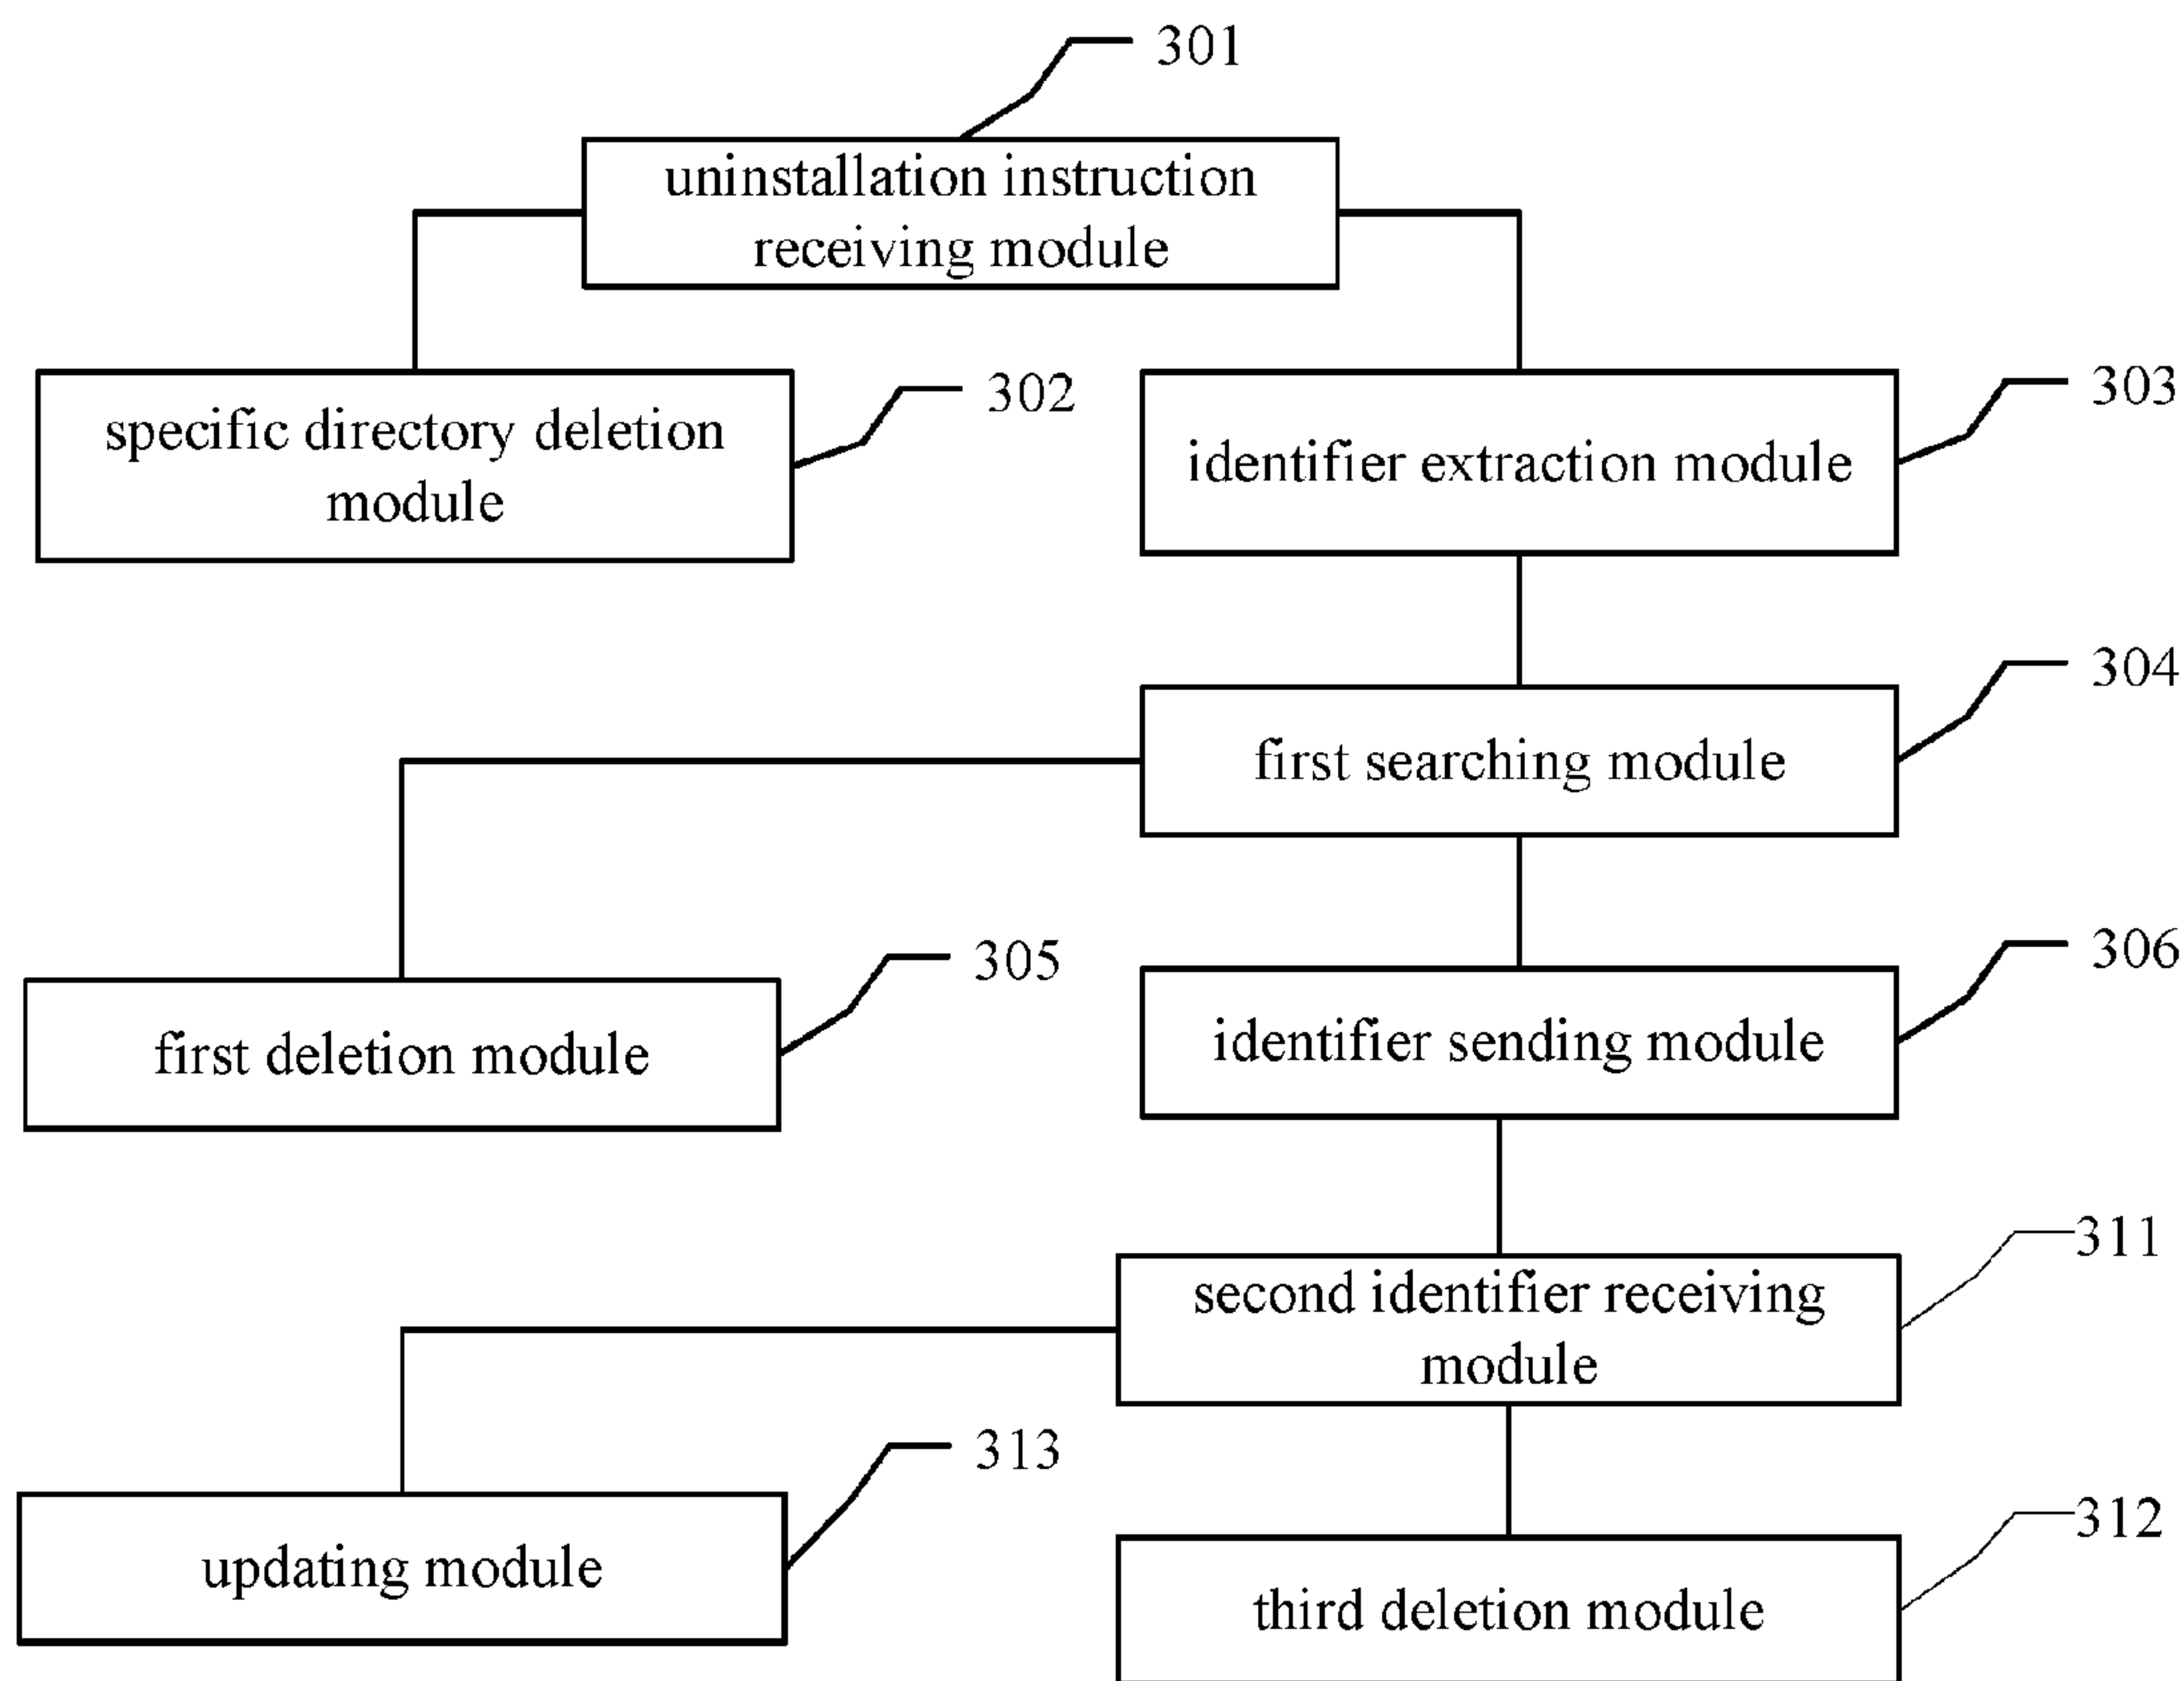 301
uninstallation instruction
receiving module
302
303
specific directory deletion
module
identifier extraction module
304
first searching module
305
306
first deletion module
identifier sending module
311
second identifier receiving
module
313
312
updating module
third deletion module